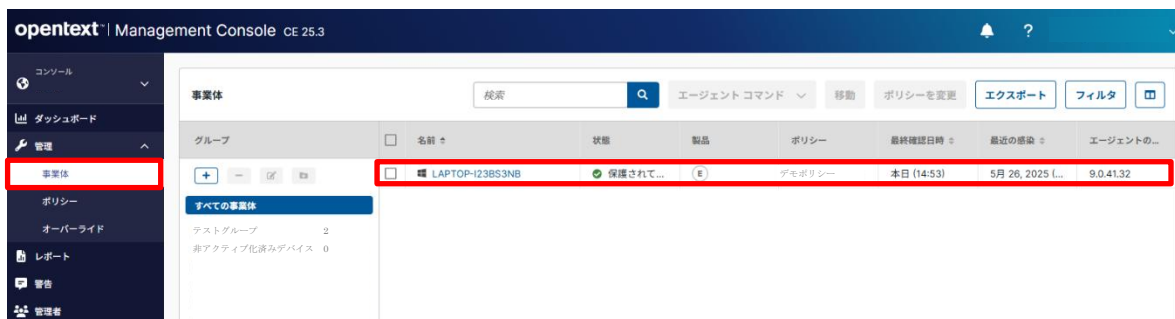 opentext™ | Management Console CE 25.3
?
コンソール
ダッシュボード
管理
事業体
ポリシー
オーバーライド
レポート
警告
管理者
事業体
検索
エージェント コマンド
移動
ポリシーを変更
エクスポート
フィルタ
グループ
名前
状態
製品
ポリシー
最終確認日時
最近の感染
エージェントの...
すべての事業体
テストグループ 2
非アクティブ化済みデバイス 0
LAPTOP-I23BS3NB
保護されて...
E
デモポリシー
本日 (14:53)
5月 26, 2025 (...
9.0.41.32